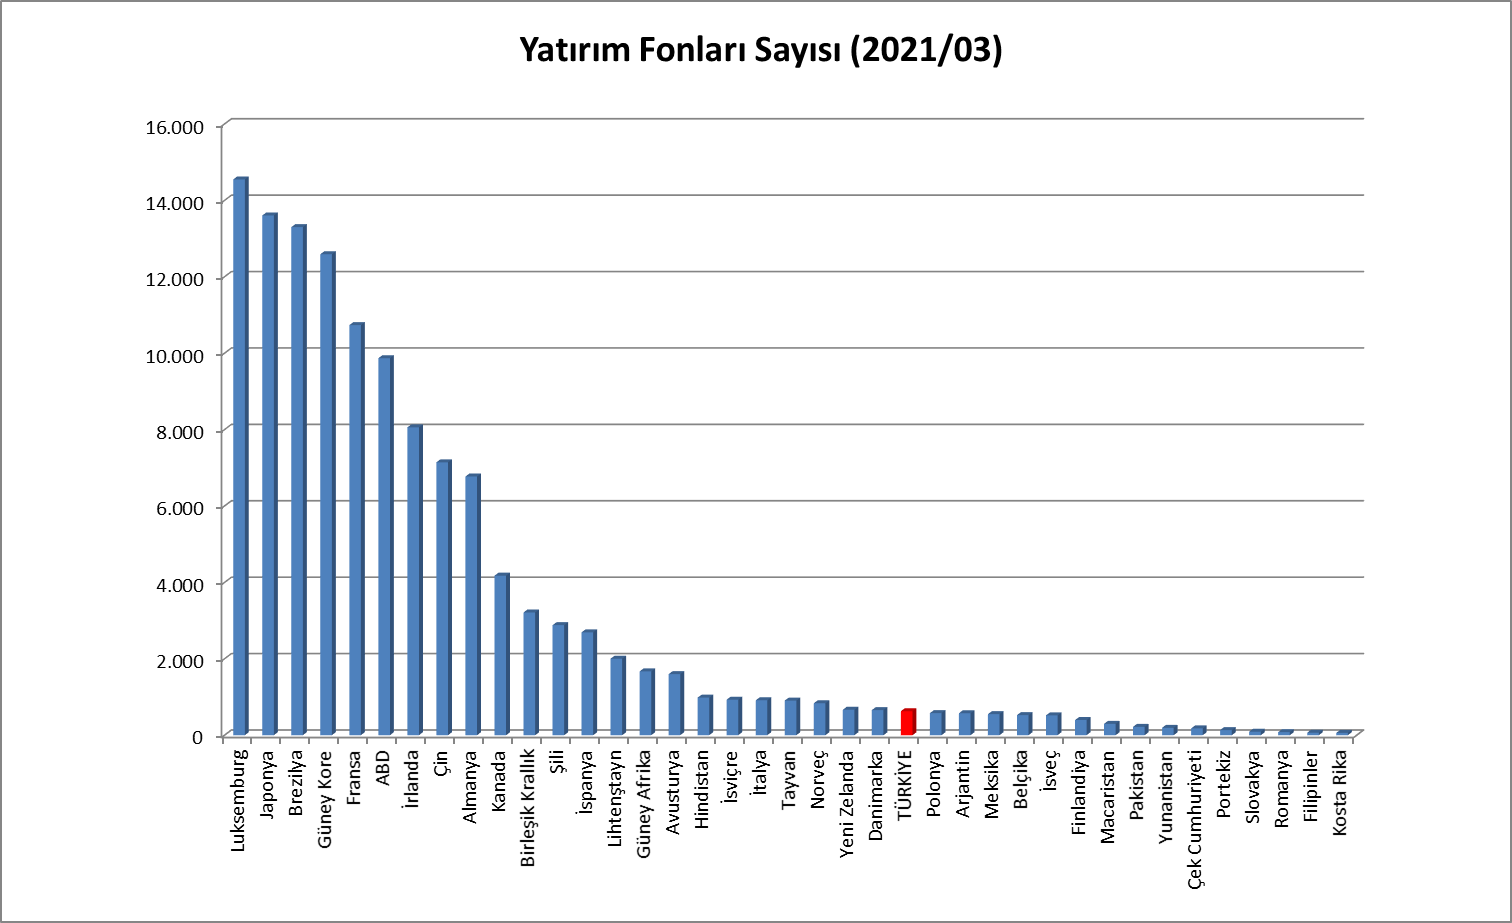 Yatırım Fonları Sayısı (2021/03)
16.000
14.000
12.000
10.000
8.000
6.000
4.000
2.000
0
Luksemburg
Japonya
Brezilya
Güney Kore
Fransa
ABD
İrlanda
Çin
Almanya
Kanada
Birleşik Krallık
Şili
İspanya
Lihtenştayn
Güney Afrika
Avusturya
Hindistan
İsviçre
İtalya
Tayvan
Norveç
Yeni Zelanda
Danimarka
TÜRKİYE
Polonya
Arjantin
Meksika
Belçika
İsveç
Finlandiya
Macaristan
Pakistan
Yunanistan
Çek Cumhuriyeti
Portekiz
Slovakya
Romanya
Filipinler
Kosta Rika